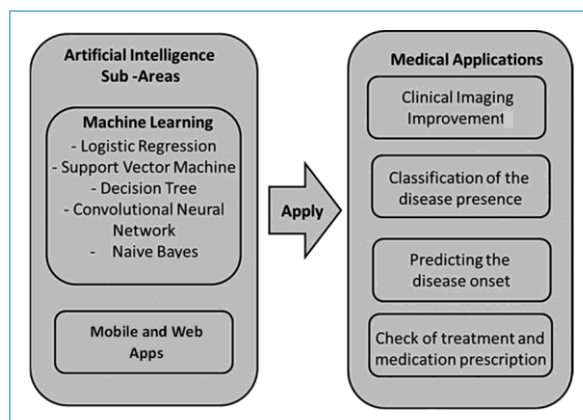 Artificial Intelligence
Sub -Areas
Machine Learning
- Logistic Regression
- Support Vector Machine
- Decision Tree
- Convolutional Neural
Network
- Naive Bayes
Mobile and Web
Apps
Apply
Medical Applications
Clinical Imaging
Improvement
Classification of the
disease presence
Predicting the
disease onset
Check of treatment and
medication prescription